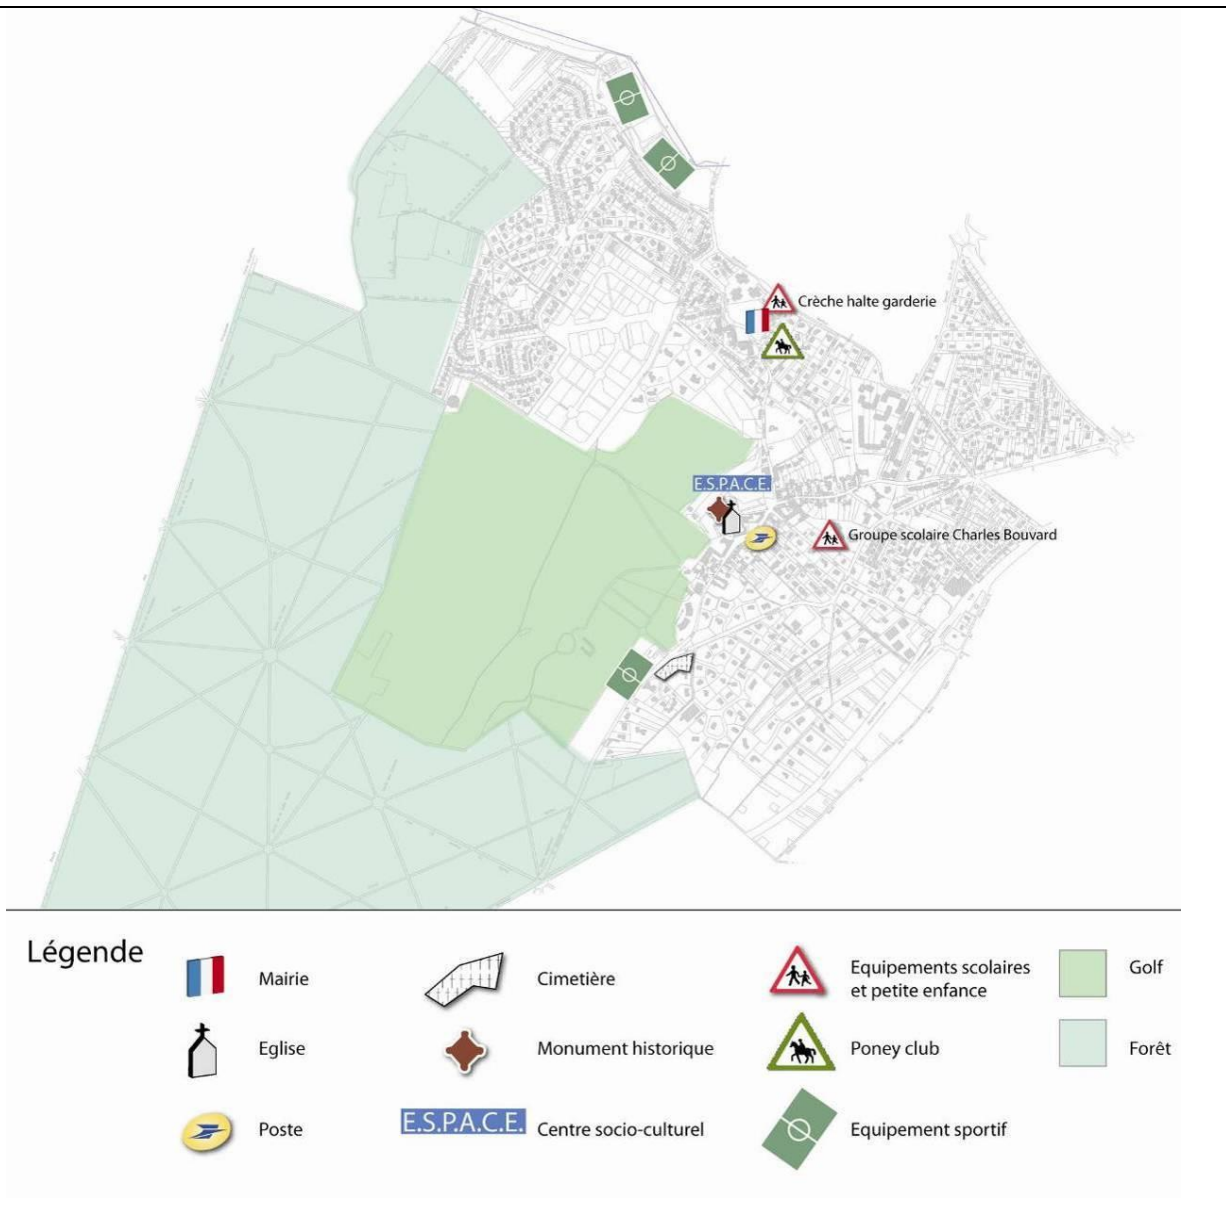 Crèche halte garderie
E.S.P.A.C.E.
Groupe scolaire Charles Bouvard
Légende
Mairie
Cimetière
Equipements scolaires
et petite enfance
Golf
Eglise
Monument historique
Poney club
Forêt
Poste
E.S.P.A.C.E.
Centre socio-culturel
Equipement sportif